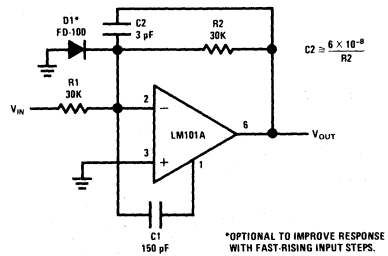 D1*
FD-100
C2
3 pF
R2
30K
C2 ≅ 6 × 10⁻⁸
R2
R1
30K
VIN
2
−
LM101A
6
VOUT
3
+
1
C1
150 pF
*OPTIONAL TO IMPROVE RESPONSE
WITH FAST-RISING INPUT STEPS.